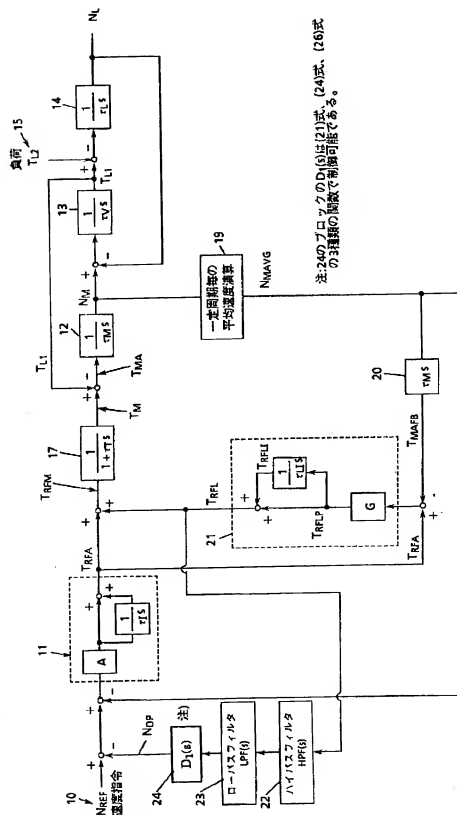 10
N_REF
速度指令
N_DP
24
D₁(s)
注)
23
ローパスフィルタ
LPF(s)
22
ハイパスフィルタ
HPF(s)
11
A
1
τ_I S
T_RFA
T_RFM
17
1
1 + τ_T S
T_M
T_MA
T_L1
12
1
τ_M S
N_M
13
1
τ_V S
T_L1
負荷
15
T_L2
14
1
τ_L S
N_L
19
一定周期毎の
平均速度演算
N_MAVG
20
τ_M S
T_MAFB
T_RFA
21
G
T_RFLP
1
τ_LI S
T_RFLI
T_RFL
注:24のブロックのD₁(s)は(21)式、(24)式、(26)式
の3種類の関数で制御可能である。